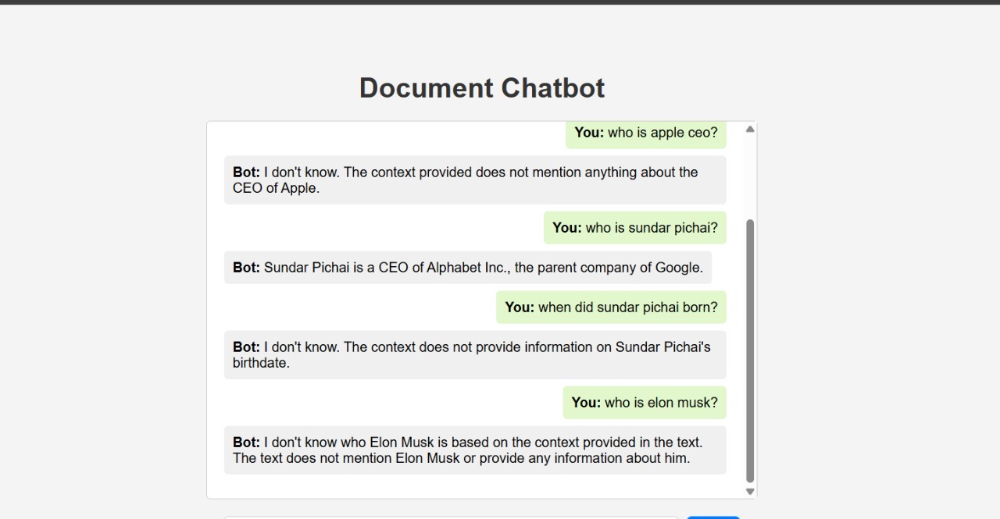 Document Chatbot
You: who is apple ceo?
Bot: I don't know. The context provided does not mention anything about the
CEO of Apple.
You: who is sundar pichai?
Bot: Sundar Pichai is a CEO of Alphabet Inc., the parent company of Google.
You: when did sundar pichai born?
Bot: I don't know. The context does not provide information on Sundar Pichai's
birthdate.
You: who is elon musk?
Bot: I don't know who Elon Musk is based on the context provided in the text.
The text does not mention Elon Musk or provide any information about him.